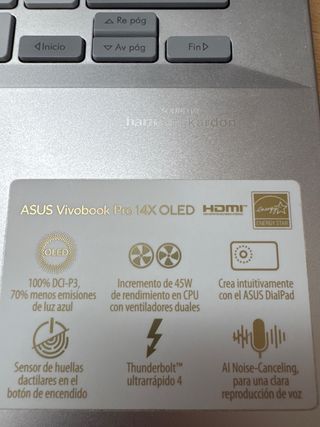 Re pág
Inicio
Av pág
Fin
harman/kardon
ASUS Vivobook Pro 14X OLED HDMI
ENERGY STAR
OLED
100% DCI-P3,
70% menos emisiones
de luz azul
Incremento de 45W
de rendimiento en CPU
con ventiladores duales
Crea intuitivamente
con el ASUS DialPad
Sensor de huellas
dactilares en el
botón de encendido
Thunderbolt™
ultrarrápido 4
AI Noise-Canceling,
para una clara
reproducción de voz